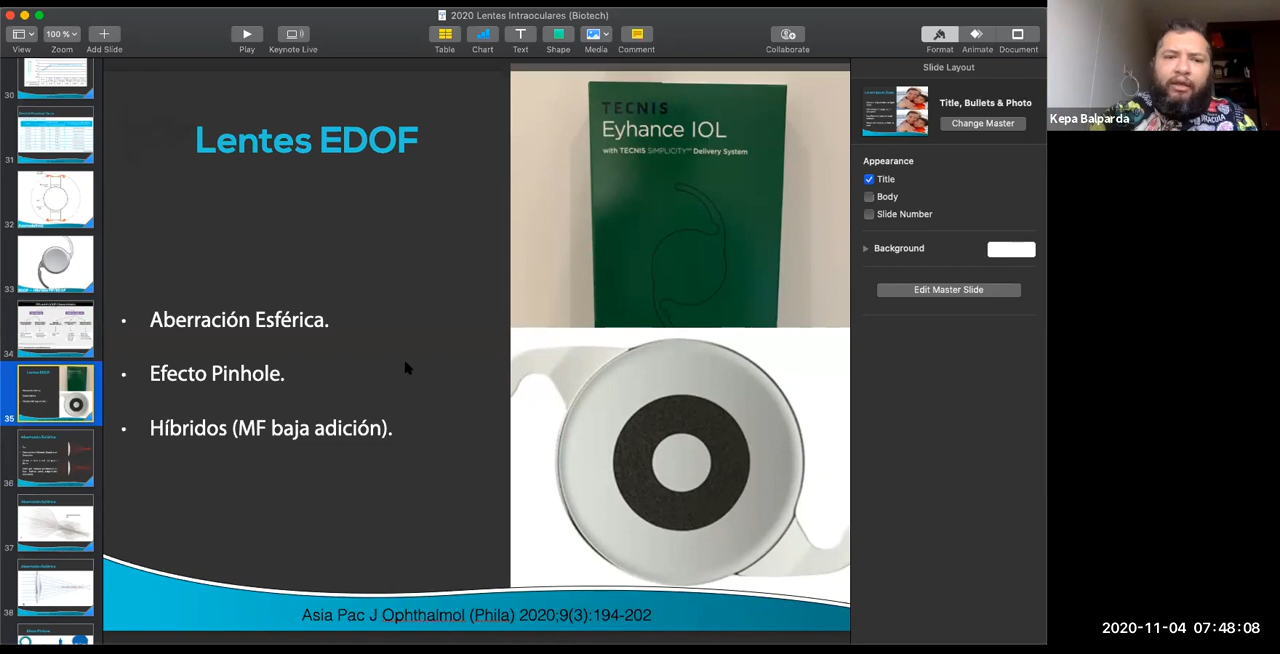 2020 Lentes Intraoculares (Biotech)
100 %
View
Zoom
Add Slide
Play
Keynote Live
Table
Chart
Text
Shape
Media
Comment
Collaborate
Format
Animate
Document
30
31
32
33
34
35
36
37
38
Lentes EDOF
TECNIS
Eyhance IOL
with TECNIS SIMPLICITY™ Delivery System
• Aberración Esférica.
• Efecto Pinhole.
• Híbridos (MF baja adición).
Asia Pac J Ophthalmol (Phila) 2020;9(3):194-202
Slide Layout
Title, Bullets & Photo
Change Master
Appearance
Title
Body
Slide Number
Background
Edit Master Slide
Kepa Balparda
2020-11-04 07:48:08